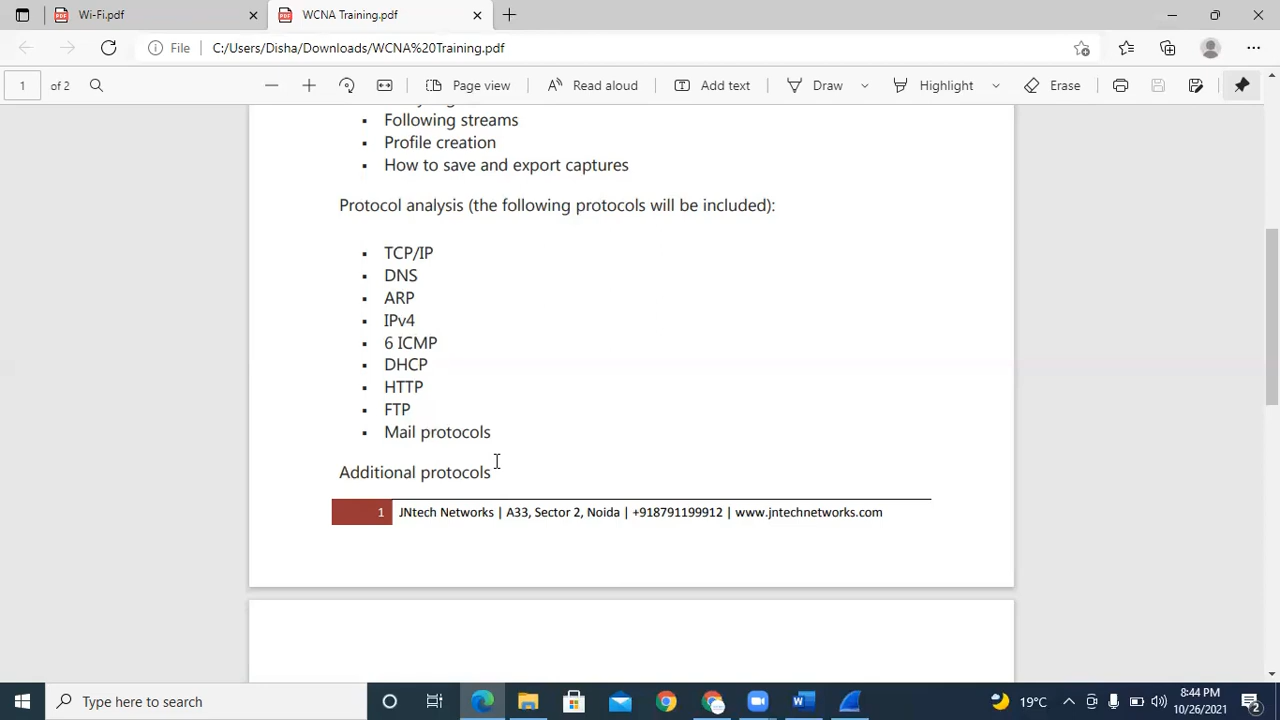 Wi-Fi.pdf
WCNA Training.pdf
File
C:/Users/Disha/Downloads/WCNA%20Training.pdf
1 of 2
Page view
Read aloud
Add text
Draw
Highlight
Erase
▪ Following streams
▪ Profile creation
▪ How to save and export captures
Protocol analysis (the following protocols will be included):
▪ TCP/IP
▪ DNS
▪ ARP
▪ IPv4
▪ 6 ICMP
▪ DHCP
▪ HTTP
▪ FTP
▪ Mail protocols
Additional protocols
1 JNtech Networks | A33, Sector 2, Noida | +918791199912 | www.jntechnetworks.com
Type here to search
19°C
8:44 PM
10/26/2021
2